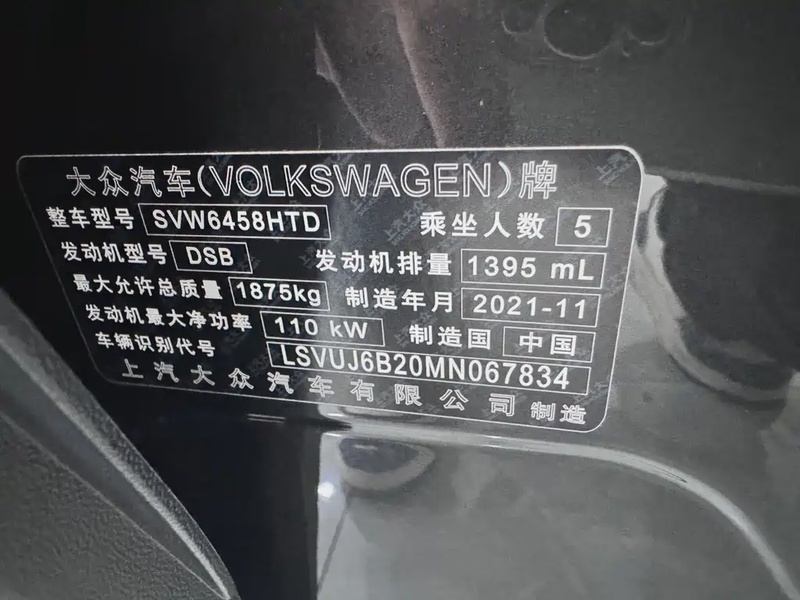 大众汽车(VOLKSWAGEN)牌
整车型号 SVW6458HTD 乘坐人数 5
发动机型号 DSB 发动机排量 1395 mL
最大允许总质量 1875kg 制造年月 2021-11
发动机最大净功率 110 kW 制造国 中国
车辆识别代号 LSVUJ6B20MN067834
上汽大众汽车有限公司制造